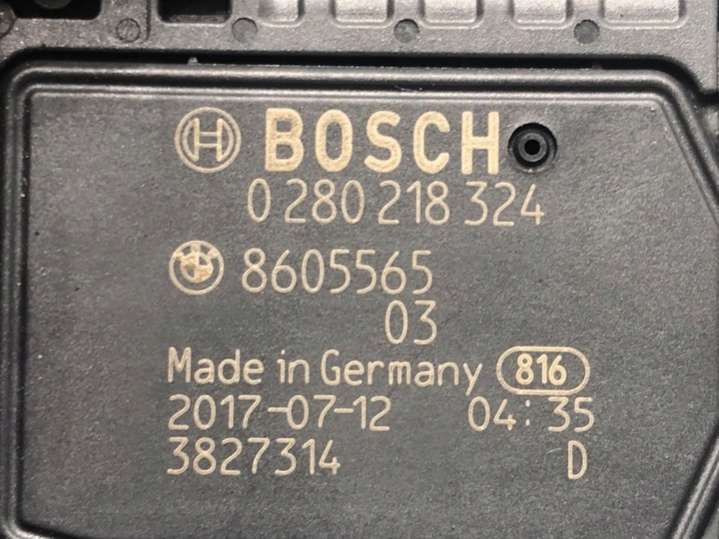 BOSCH
0 280 218 324
8605565
03
Made in Germany 816
2017-07-12 04:35
3827314 D